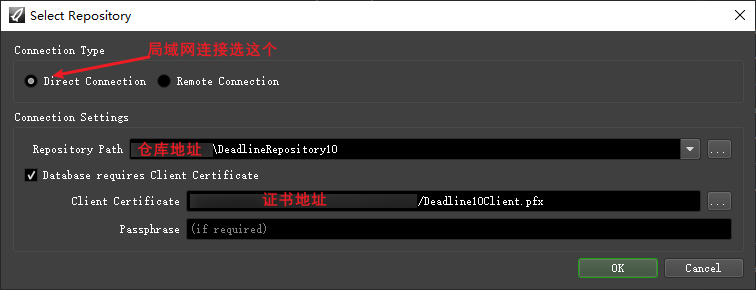 Select Repository
Connection Type
局域网连接选这个
Direct Connection
Remote Connection
Connection Settings
Repository Path 仓库地址 \DeadlineRepository10 ...
Database requires Client Certificate
Client Certificate 证书地址 /Deadline10Client.pfx ...
Passphrase (if required)
OK Cancel